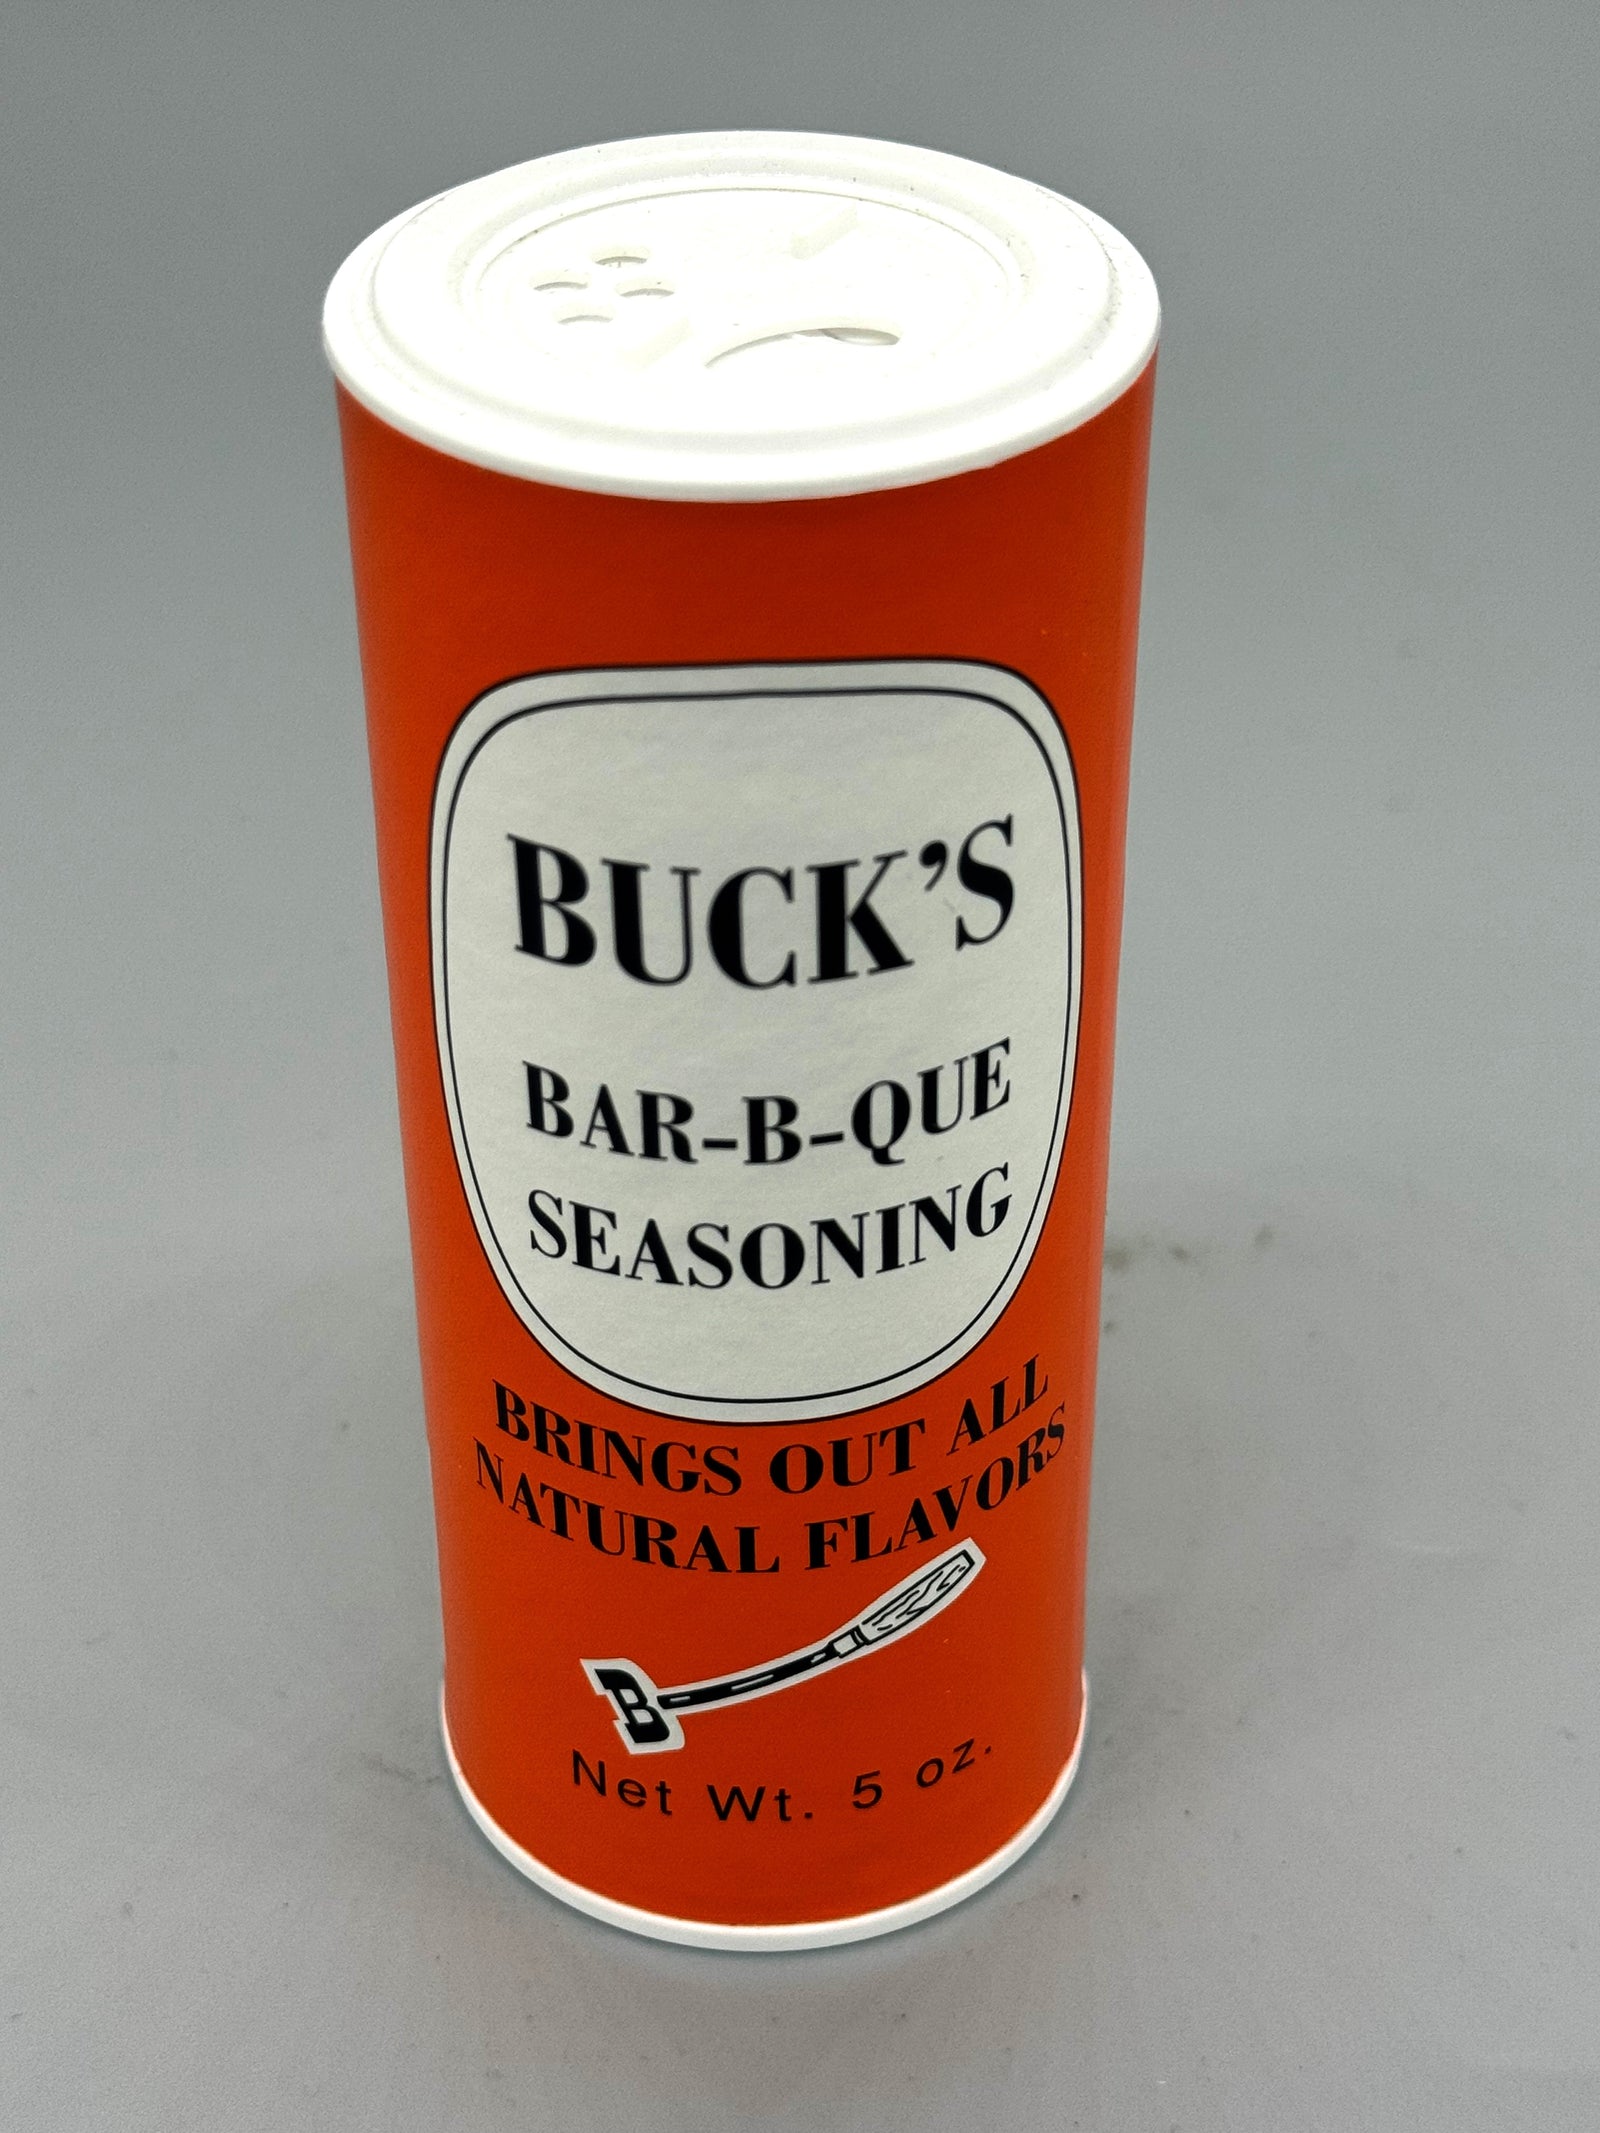 BUCK'S
BAR-B-QUE
SEASONING
BRINGS OUT ALL
NATURAL FLAVORS
B
Net Wt. 5 oz.